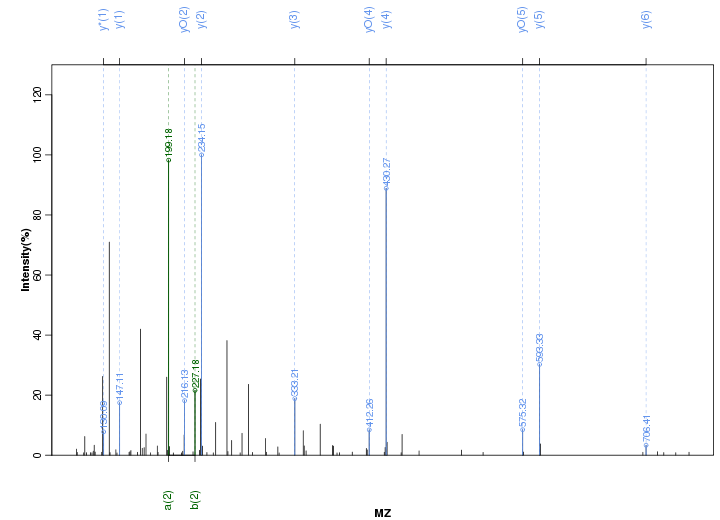 y*(1) y(1) yO(2) y(2) y(3) yO(4) y(4) yO(5) y(5) y(6)
Intensity(%)
0 20 40 60 80 100 120
147.11
199.18
216.13
227.18
234.15
333.21
412.26
430.27
575.32
593.33
706.41
a(2) b(2)
MZ